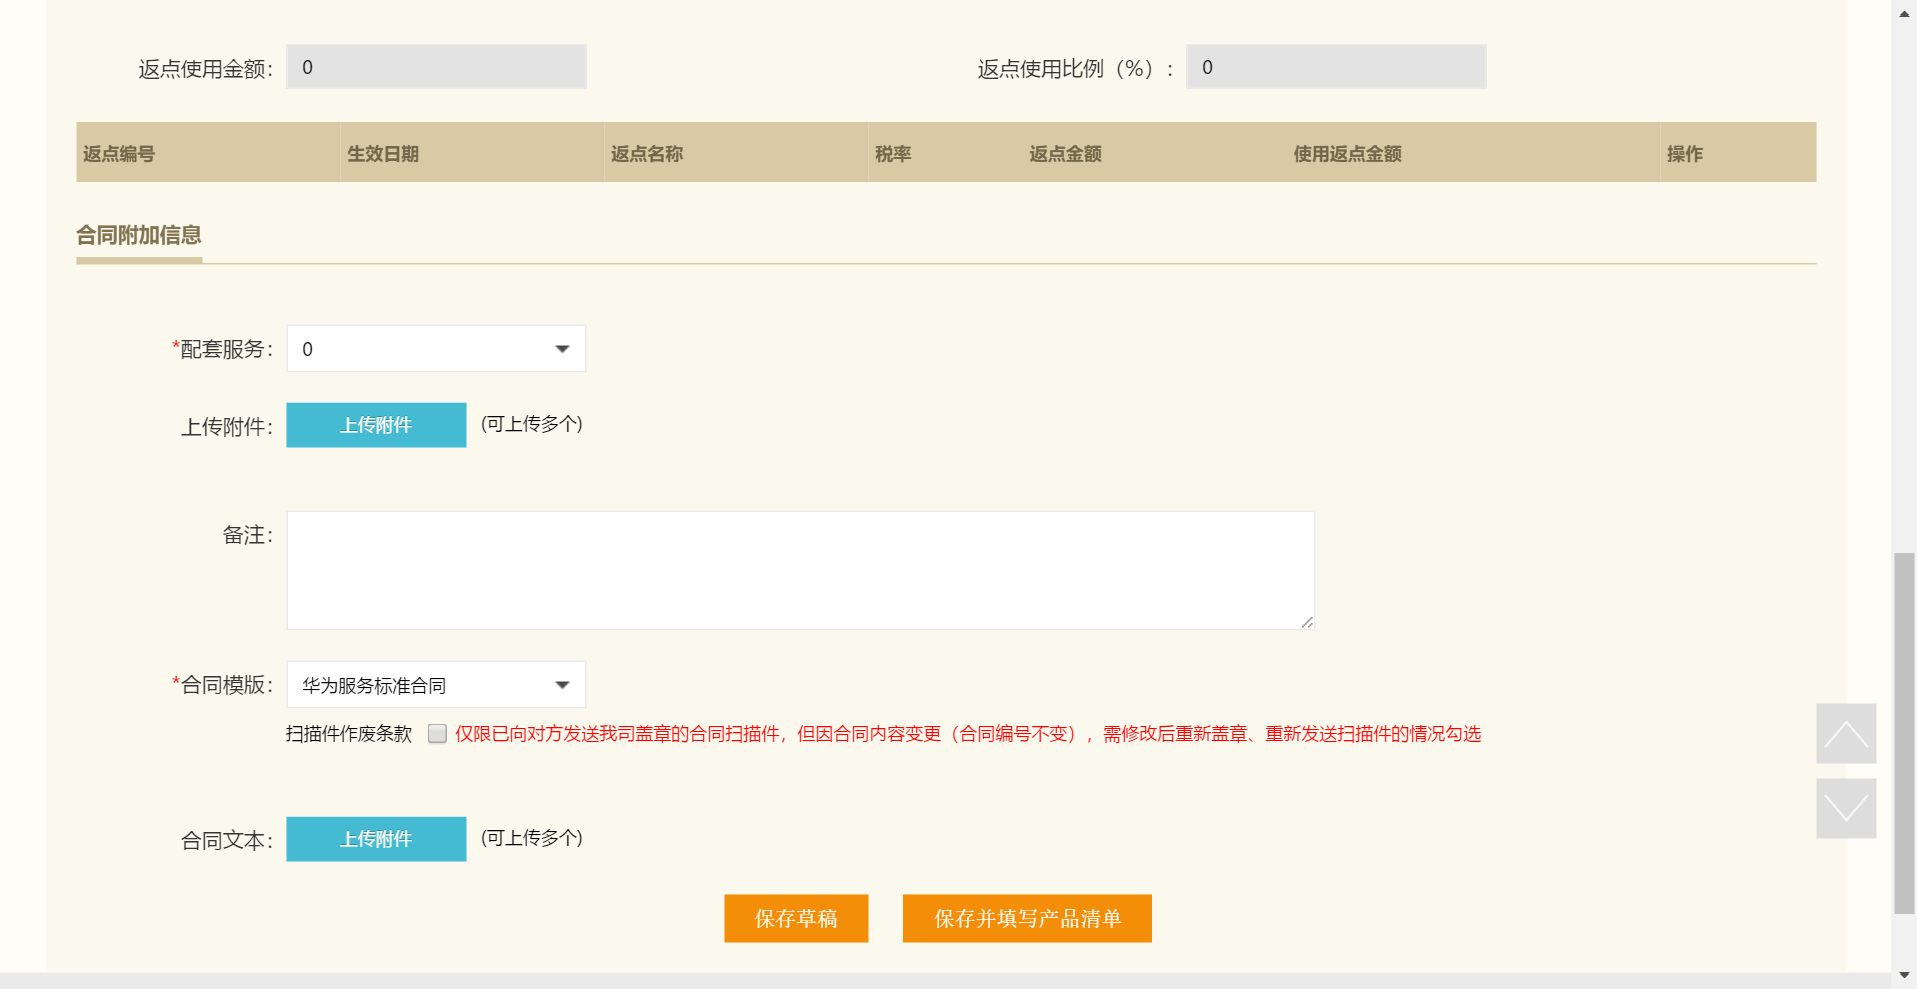 返点使用金额： 0 返点使用比例（%）： 0
返点编号 生效日期 返点名称 税率 返点金额 使用返点金额 操作
合同附加信息
*配套服务： 0
上传附件： 上传附件 (可上传多个)
备注：
*合同模版： 华为服务标准合同
扫描件作废条款 仅限已向对方发送我司盖章的合同扫描件，但因合同内容变更（合同编号不变），需修改后重新盖章、重新发送扫描件的情况勾选
合同文本： 上传附件 (可上传多个)
保存草稿 保存并填写产品清单